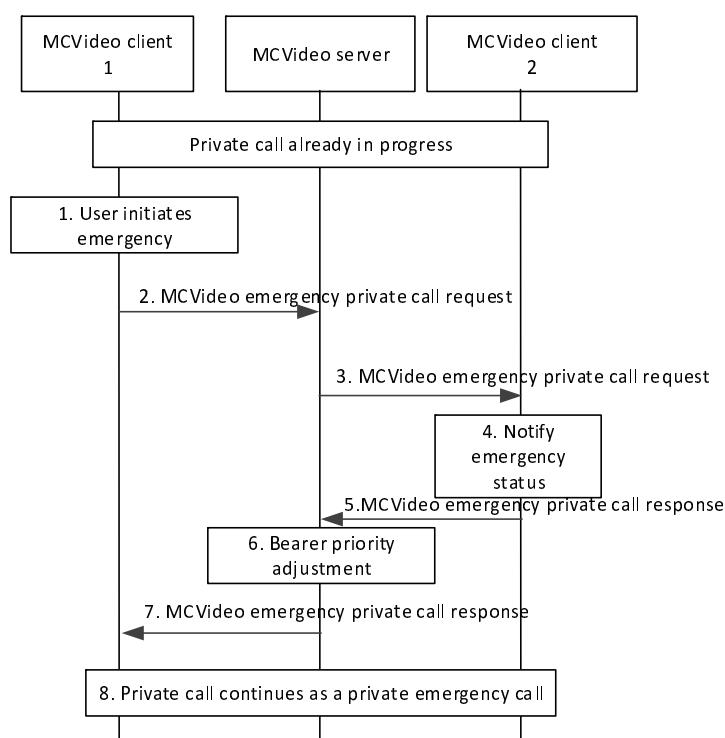 MCVideo client
1
MCVideo server
MCVideo client
2
Private call already in progress
1. User initiates
emergency
2. MCVideo emergency private call request
3. MCVideo emergency private call request
4. Notify
emergency
status
5.MCVideo emergency private call response
6. Bearer priority
adjustment
7. MCVideo emergency private call response
8. Private call continues as a private emergency call